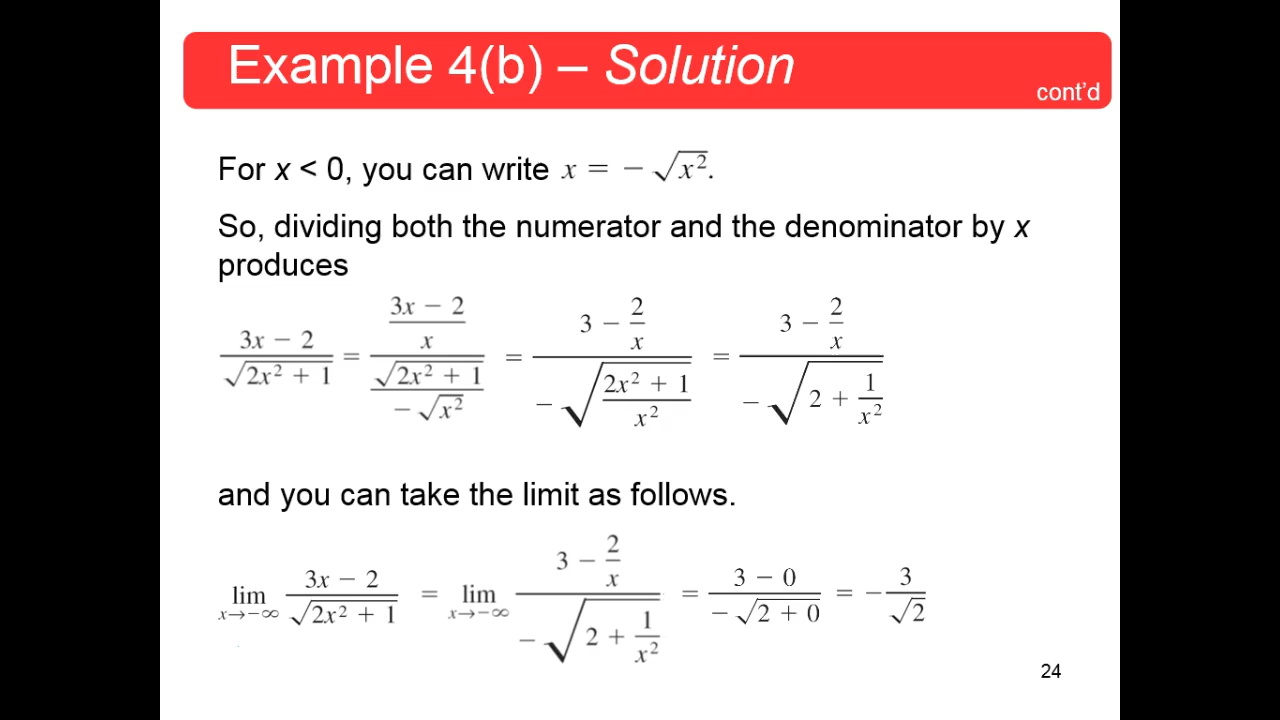 Example 4(b) – Solution
cont'd
For x < 0, you can write x = − √x².
So, dividing both the numerator and the denominator by x
produces
(3x − 2)/√(2x² + 1) = ((3x − 2)/x)/(√(2x² + 1)/(−√x²)) = (3 − 2/x)/(−√((2x² + 1)/x²)) = (3 − 2/x)/(−√(2 + 1/x²))
and you can take the limit as follows.
lim x→−∞ (3x − 2)/√(2x² + 1) = lim x→−∞ (3 − 2/x)/(−√(2 + 1/x²)) = (3 − 0)/(−√(2 + 0)) = −3/√2
24